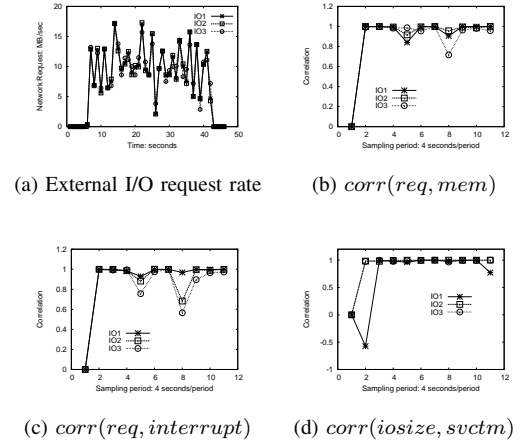 20
15
10
5
0
0 10 20 30 40 50
Network Request: MB/sec
Time: seconds
IO1
IO2
IO3
(a) External I/O request rate
1.2
1
0.8
0.6
0.4
0.2
0
0 2 4 6 8 10 12
Correlation
Sampling period: 4 seconds/period
IO1
IO2
IO3
(b) corr(req, mem)
1.2
1
0.8
0.6
0.4
0.2
0
0 2 4 6 8 10 12
Correlation
Sampling period: 4 seconds/period
IO1
IO2
IO3
(c) corr(req, interrupt)
1.2
1
0.5
0
-0.5
-1
0 2 4 6 8 10 12
Correlation
Sampling period: 4 seconds/period
IO1
IO2
IO3
(d) corr(iosize, svctm)